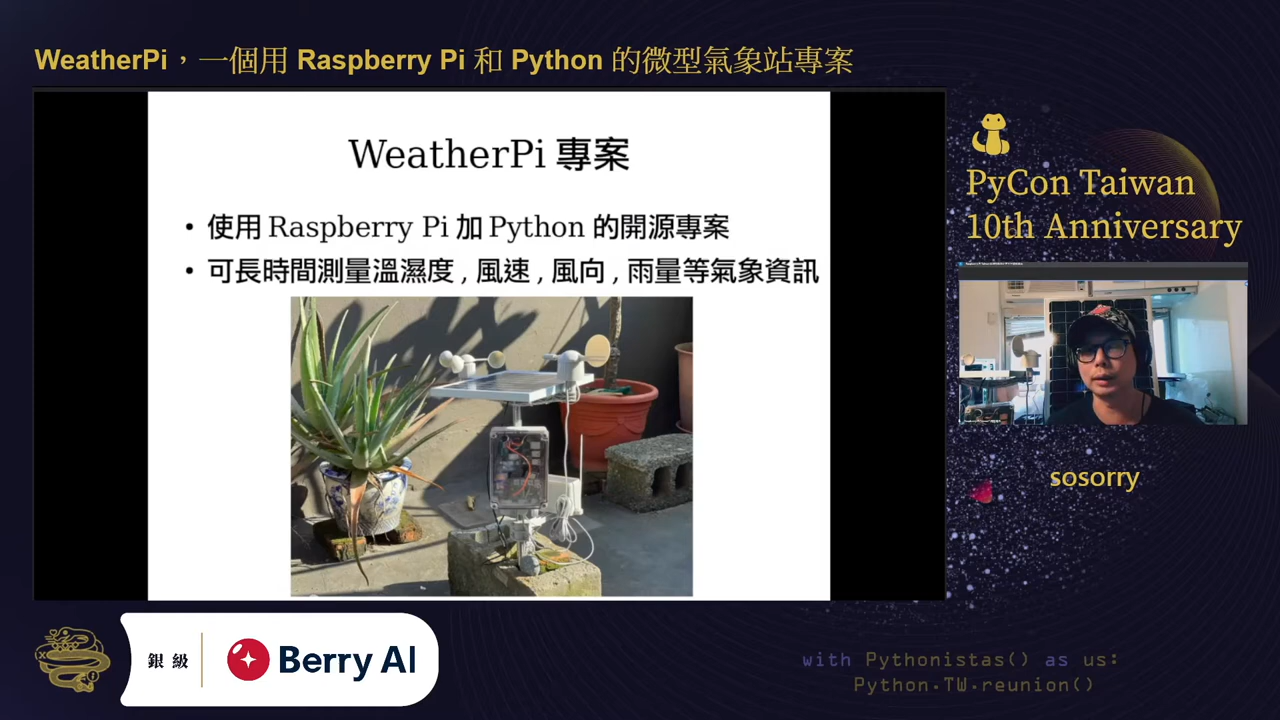 WeatherPi，一個用 Raspberry Pi 和 Python 的微型氣象站專案
WeatherPi 專案
• 使用 Raspberry Pi 加 Python 的開源專案
• 可長時間測量溫濕度 , 風速 , 風向 , 雨量等氣象資訊
PyCon Taiwan
10th Anniversary
sosorry
銀級
Berry AI
with Pythonistas() as us:
Python.TW.reunion()